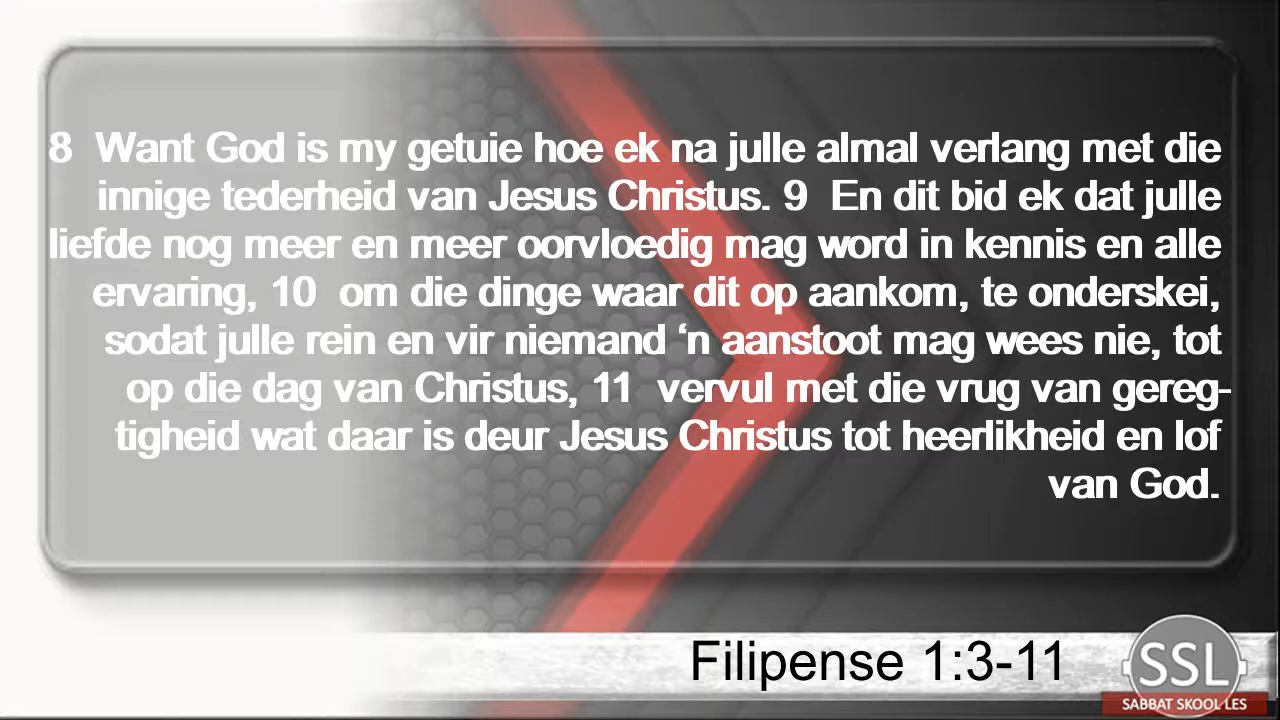 8  Want God is my getuie hoe ek na julle almal verlang met die
innige tederheid van Jesus Christus. 9  En dit bid ek dat julle
liefde nog meer en meer oorvloedig mag word in kennis en alle
ervaring, 10  om die dinge waar dit op aankom, te onderskei,
sodat julle rein en vir niemand ‘n aanstoot mag wees nie, tot
op die dag van Christus, 11  vervul met die vrug van gereg-
tigheid wat daar is deur Jesus Christus tot heerlikheid en lof
van God.
Filipense 1:3-11
SSL
SABBAT SKOOL LES